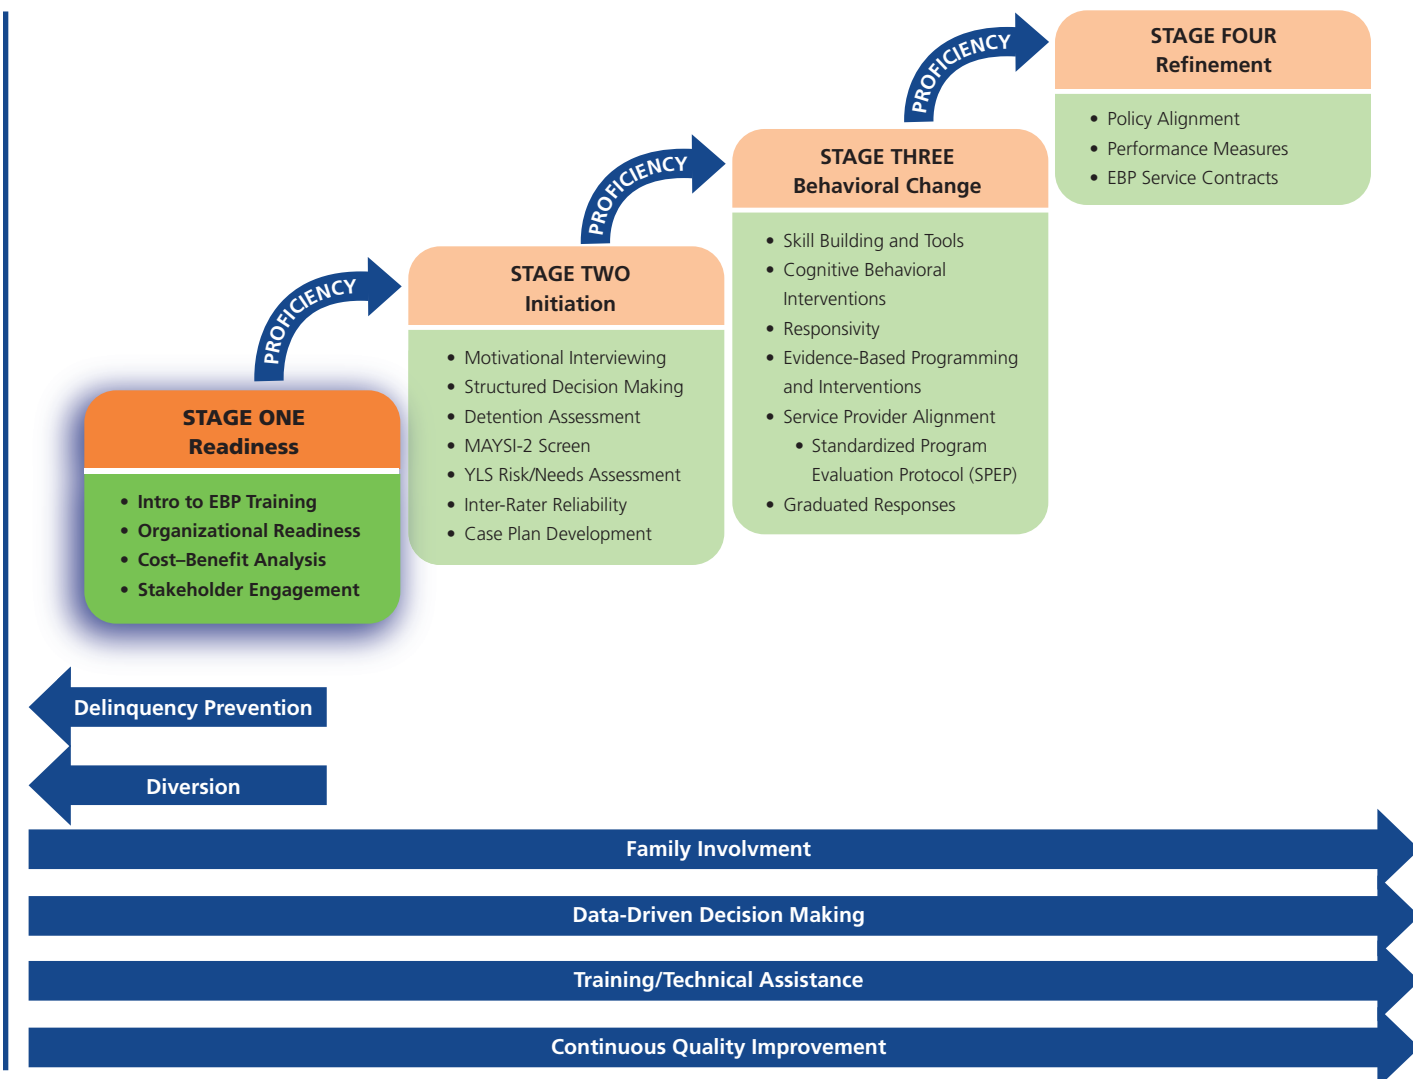 STAGE ONE
Readiness
• Intro to EBP Training
• Organizational Readiness
• Cost–Benefit Analysis
• Stakeholder Engagement
PROFICIENCY
STAGE TWO
Initiation
• Motivational Interviewing
• Structured Decision Making
• Detention Assessment
• MAYSI-2 Screen
• YLS Risk/Needs Assessment
• Inter-Rater Reliability
• Case Plan Development
PROFICIENCY
STAGE THREE
Behavioral Change
• Skill Building and Tools
• Cognitive Behavioral
Interventions
• Responsivity
• Evidence-Based Programming
and Interventions
• Service Provider Alignment
• Standardized Program
Evaluation Protocol (SPEP)
• Graduated Responses
PROFICIENCY
STAGE FOUR
Refinement
• Policy Alignment
• Performance Measures
• EBP Service Contracts
Delinquency Prevention
Diversion
Family Involvment
Data-Driven Decision Making
Training/Technical Assistance
Continuous Quality Improvement